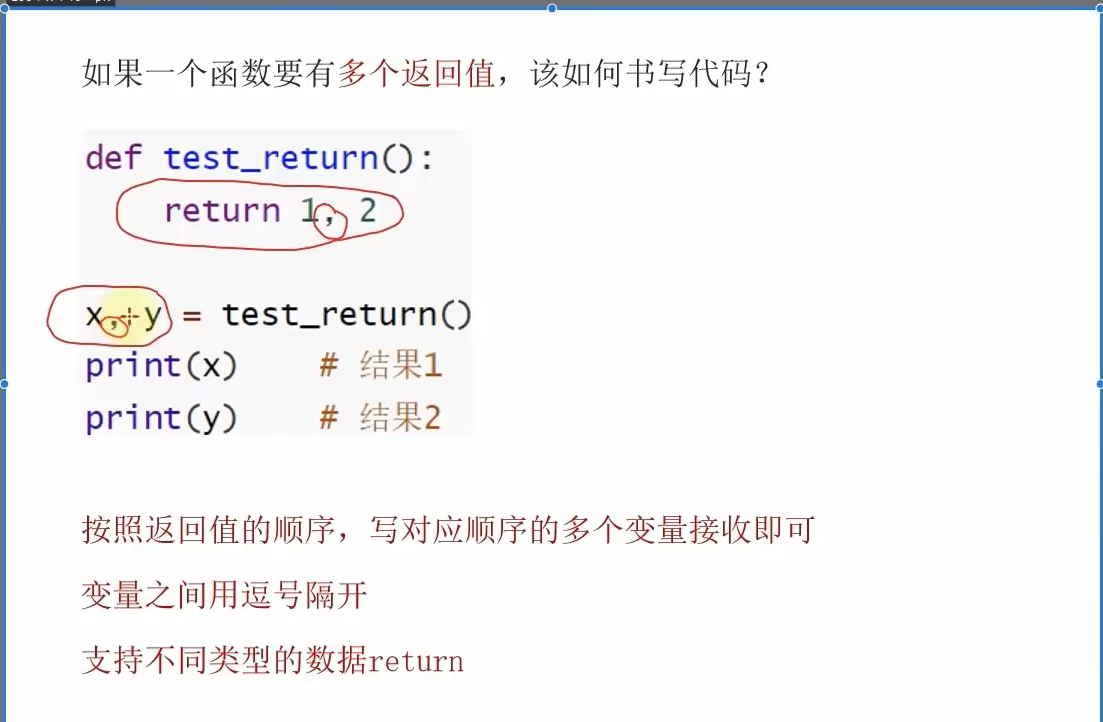 如果一个函数要有多个返回值，该如何书写代码？
def test_return():
    return 1, 2
x, y = test_return()
print(x)    # 结果1
print(y)    # 结果2
按照返回值的顺序，写对应顺序的多个变量接收即可
变量之间用逗号隔开
支持不同类型的数据return